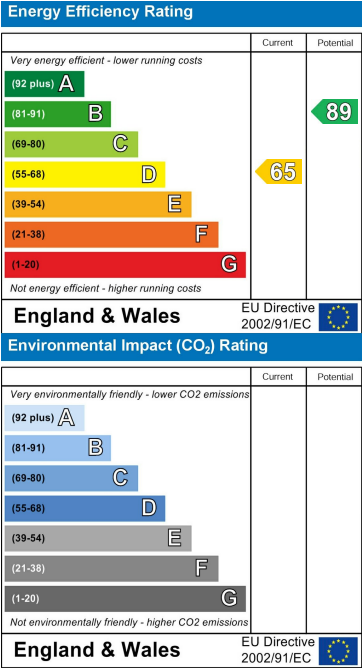 Energy Efficiency Rating
Current Potential
Very energy efficient - lower running costs
(92 plus) A
(81-91) B 89
(69-80) C
(55-68) D 65
(39-54) E
(21-38) F
(1-20) G
Not energy efficient - higher running costs
England & Wales EU Directive
2002/91/EC
Environmental Impact (CO₂) Rating
Current Potential
Very environmentally friendly - lower CO2 emissions
(92 plus) A
(81-91) B
(69-80) C
(55-68) D
(39-54) E
(21-38) F
(1-20) G
Not environmentally friendly - higher CO2 emissions
England & Wales EU Directive
2002/91/EC